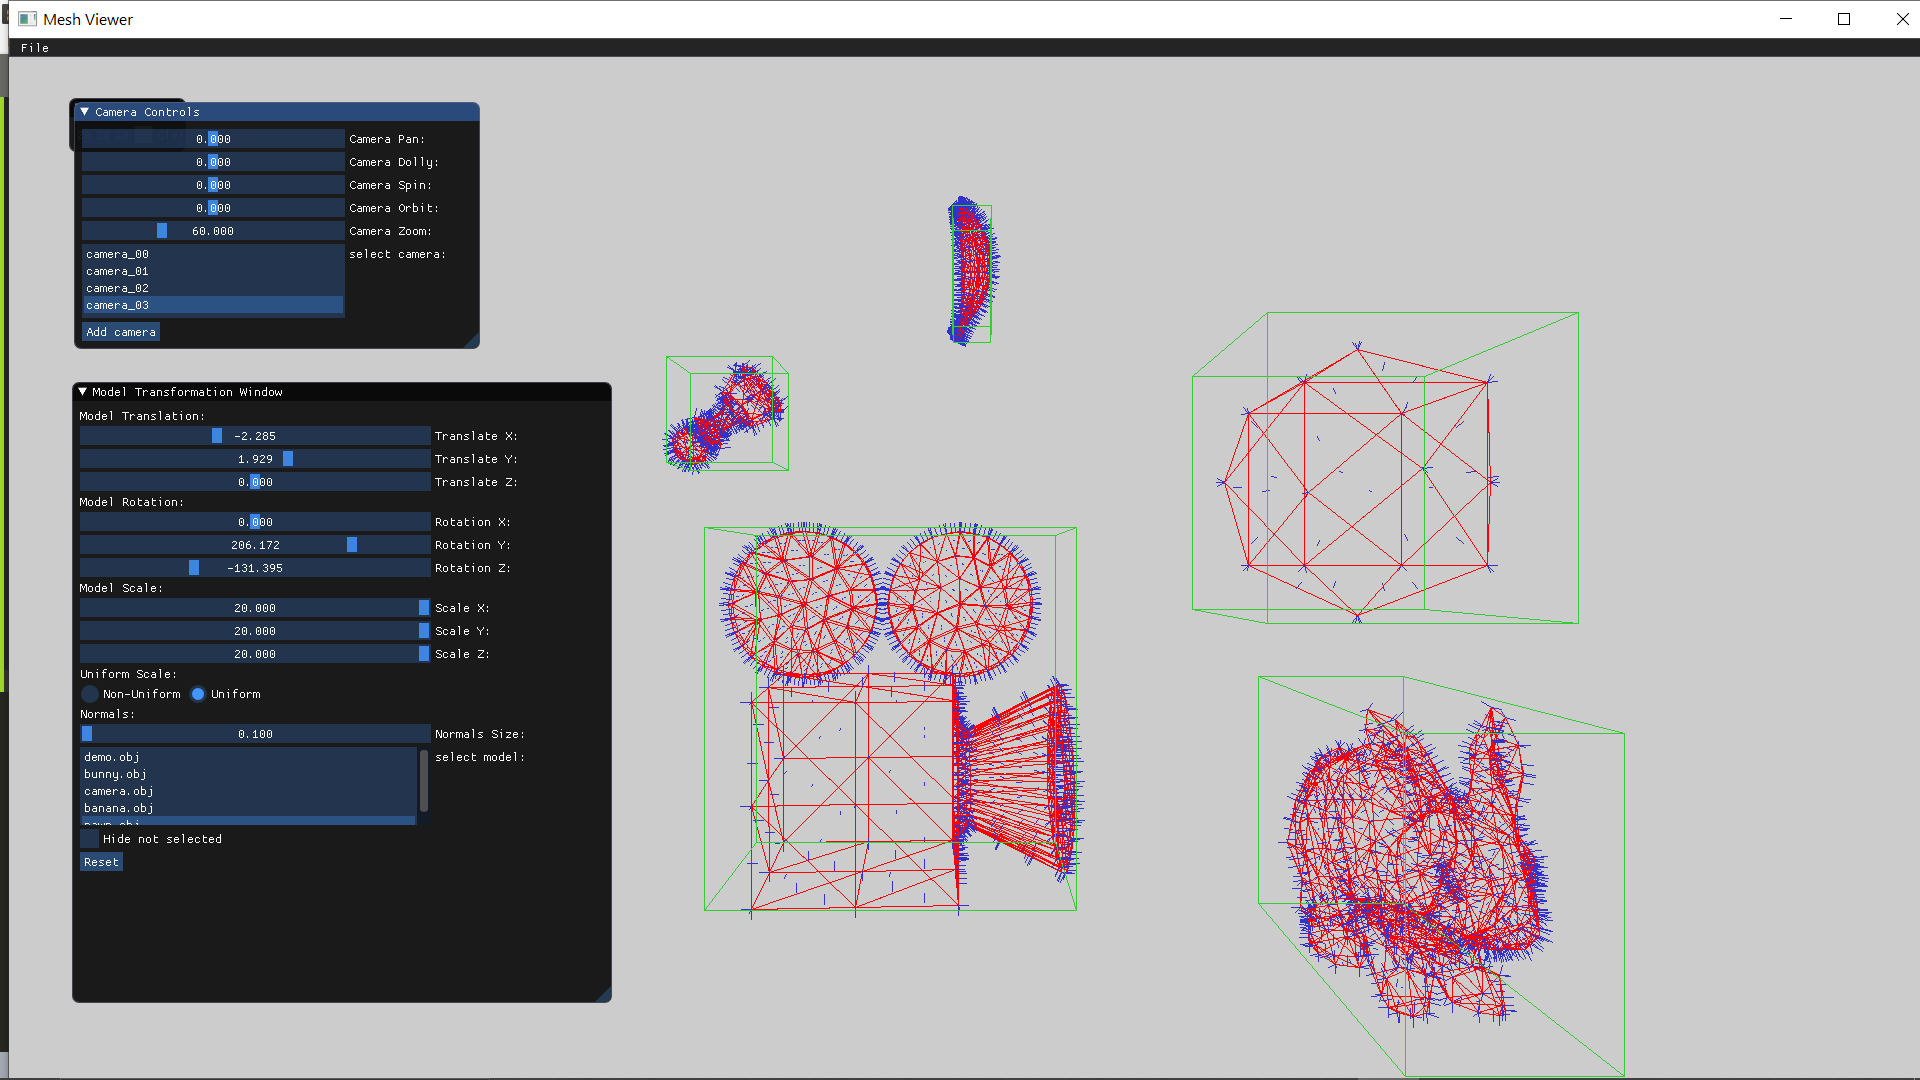 Mesh Viewer
File
Camera Controls
0.000 Camera Pan:
0.000 Camera Dolly:
0.000 Camera Spin:
0.000 Camera Orbit:
60.000 Camera Zoom:
camera_00 select camera:
camera_01
camera_02
camera_03
Add camera
Model Transformation Window
Model Translation:
-2.285 Translate X:
1.929 Translate Y:
0.000 Translate Z:
Model Rotation:
0.000 Rotation X:
206.172 Rotation Y:
-131.395 Rotation Z:
Model Scale:
20.000 Scale X:
20.000 Scale Y:
20.000 Scale Z:
Uniform Scale:
Non-Uniform Uniform
Normals:
0.100 Normals Size:
demo.obj select model:
bunny.obj
camera.obj
banana.obj
pawn.obj
Hide not selected
Reset